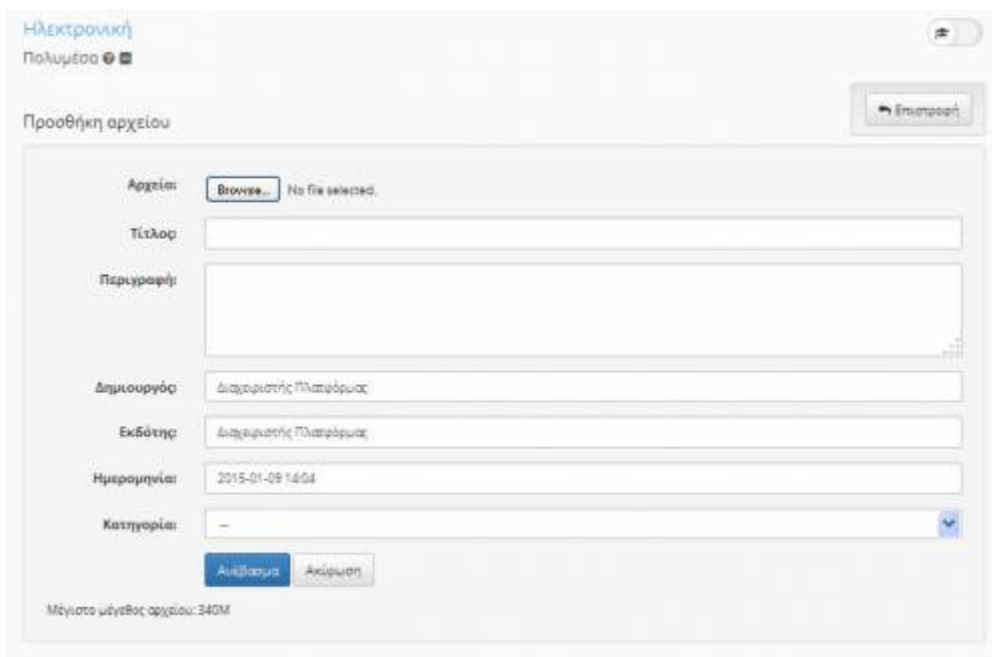 Ηλεκτρονική
Πολυμέσα
Επιστροφή
Προσθήκη αρχείου
Αρχείο: Browse... No file selected.
Τίτλος:
Περιγραφή:
Δημιουργός: Διαχειριστής Πλατφόρμας
Εκδότης: Διαχειριστής Πλατφόρμας
Ημερομηνία: 2015-01-09 14:04
Κατηγορία: --
Ανέβασμα Ακύρωση
Μέγιστο μέγεθος αρχείου: 340M